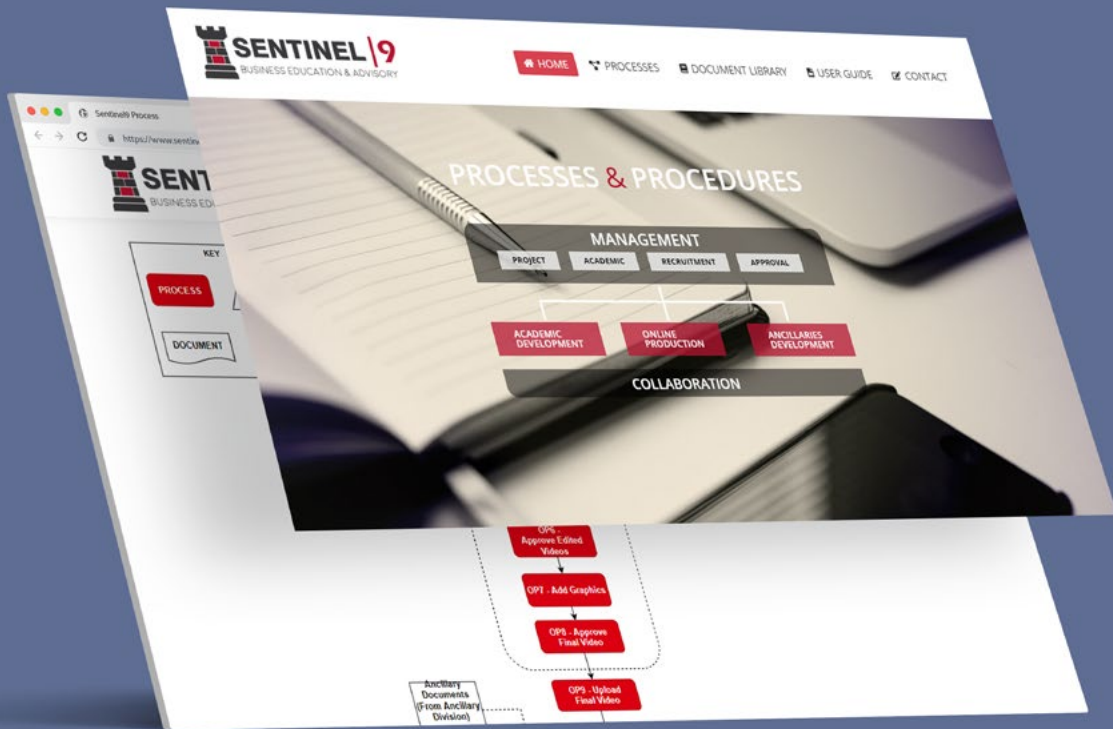 SENTINEL|9
BUSINESS EDUCATION & ADVISORY
HOME
PROCESSES
DOCUMENT LIBRARY
USER GUIDE
CONTACT
PROCESSES & PROCEDURES
MANAGEMENT
PROJECT
ACADEMIC
RECRUITMENT
APPROVAL
ACADEMIC
DEVELOPMENT
ONLINE
PRODUCTION
ANCILLARIES
DEVELOPMENT
COLLABORATION
Sentinel9 Process
https://www.sentine
SENT
BUSINESS EDU
KEY
PROCESS
DOCUMENT
OP6 -
Approve Edited
Videos
OP7 - Add Graphics
OP8 - Approve
Final Video
OP9 - Upload
Final Video
Ancillary
Documents
(From Ancillary
Division)